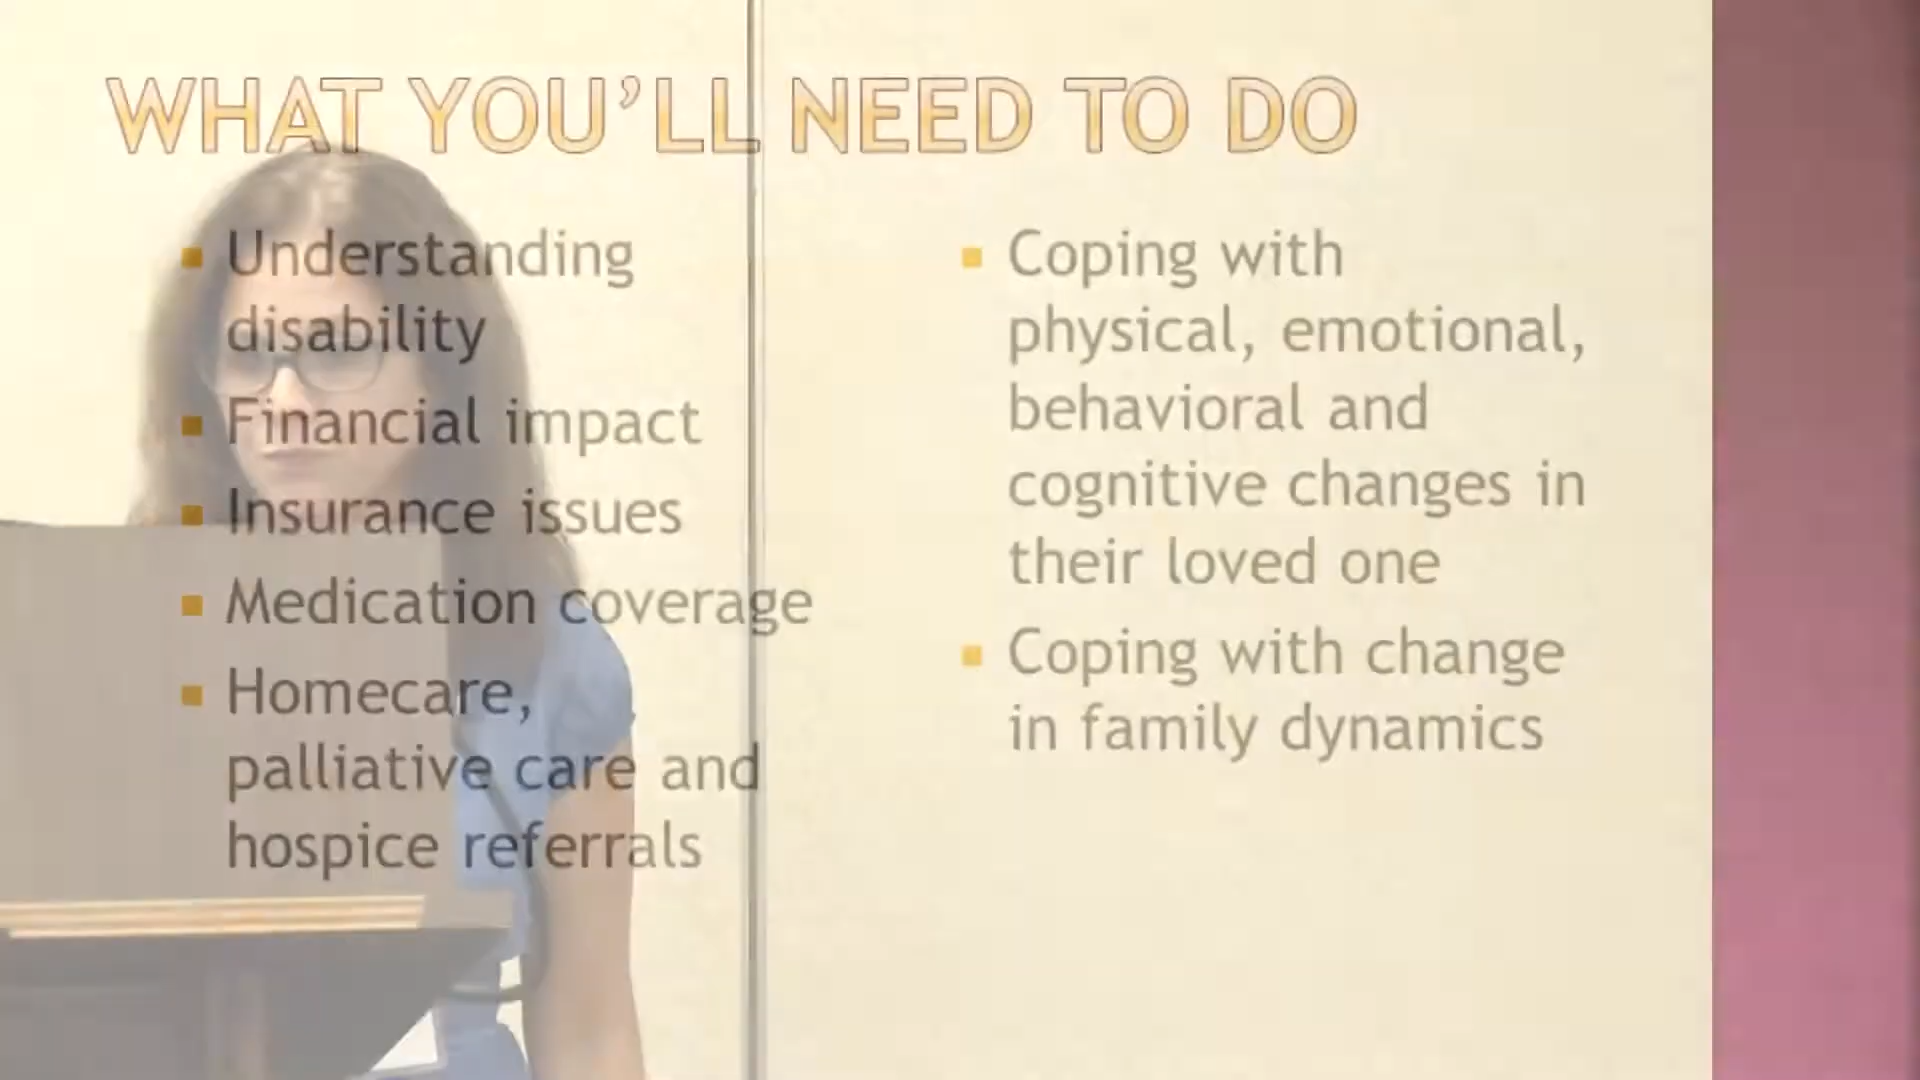 WHAT YOU’LL NEED TO DO
Understanding
disability
Financial impact
Insurance issues
Medication coverage
Homecare,
palliative care and
hospice referrals
Coping with
physical, emotional,
behavioral and
cognitive changes in
their loved one
Coping with change
in family dynamics